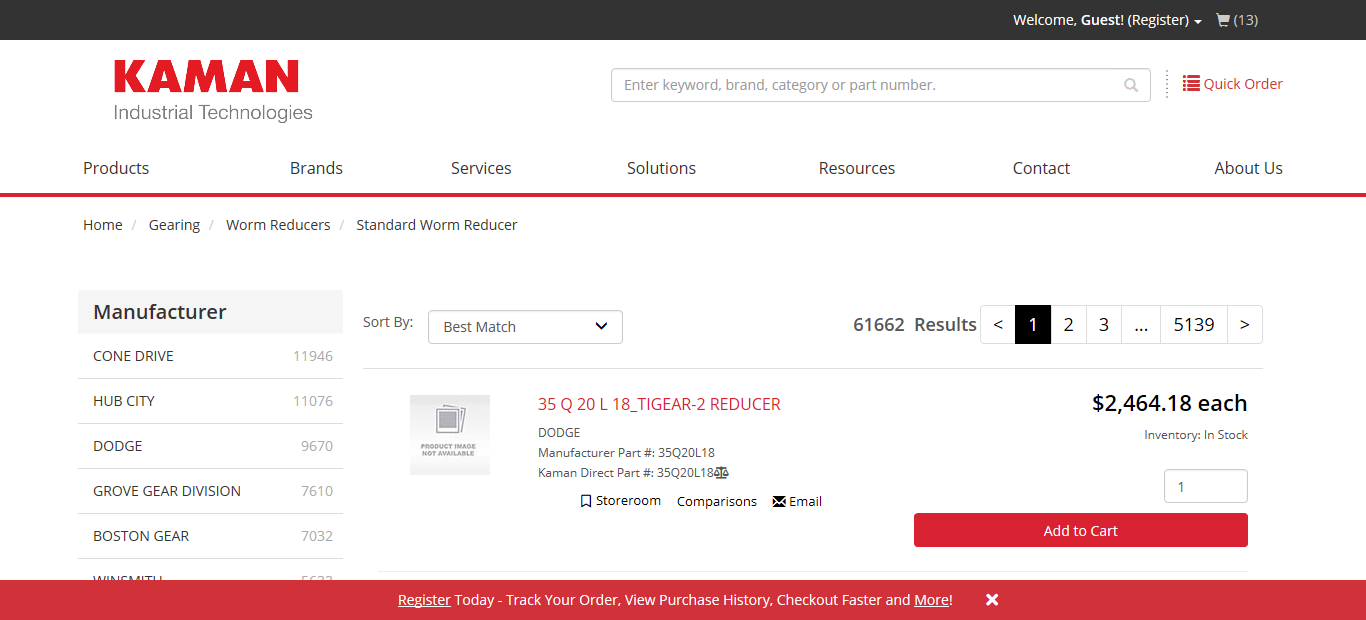 Welcome, Guest! (Register) (13)
KAMAN
Industrial Technologies
Enter keyword, brand, category or part number.
Quick Order
Products Brands Services Solutions Resources Contact About Us
Home / Gearing / Worm Reducers / Standard Worm Reducer
Manufacturer
CONE DRIVE 11946
HUB CITY 11076
DODGE 9670
GROVE GEAR DIVISION 7610
BOSTON GEAR 7032
WINSMITH 5623
Sort By: Best Match
61662 Results < 1 2 3 ... 5139 >
PRODUCT IMAGE
NOT AVAILABLE
35 Q 20 L 18_TIGEAR-2 REDUCER
DODGE
Manufacturer Part #: 35Q20L18
Kaman Direct Part #: 35Q20L18
Storeroom Comparisons Email
$2,464.18 each
Inventory: In Stock
1
Add to Cart
Register Today - Track Your Order, View Purchase History, Checkout Faster and More!